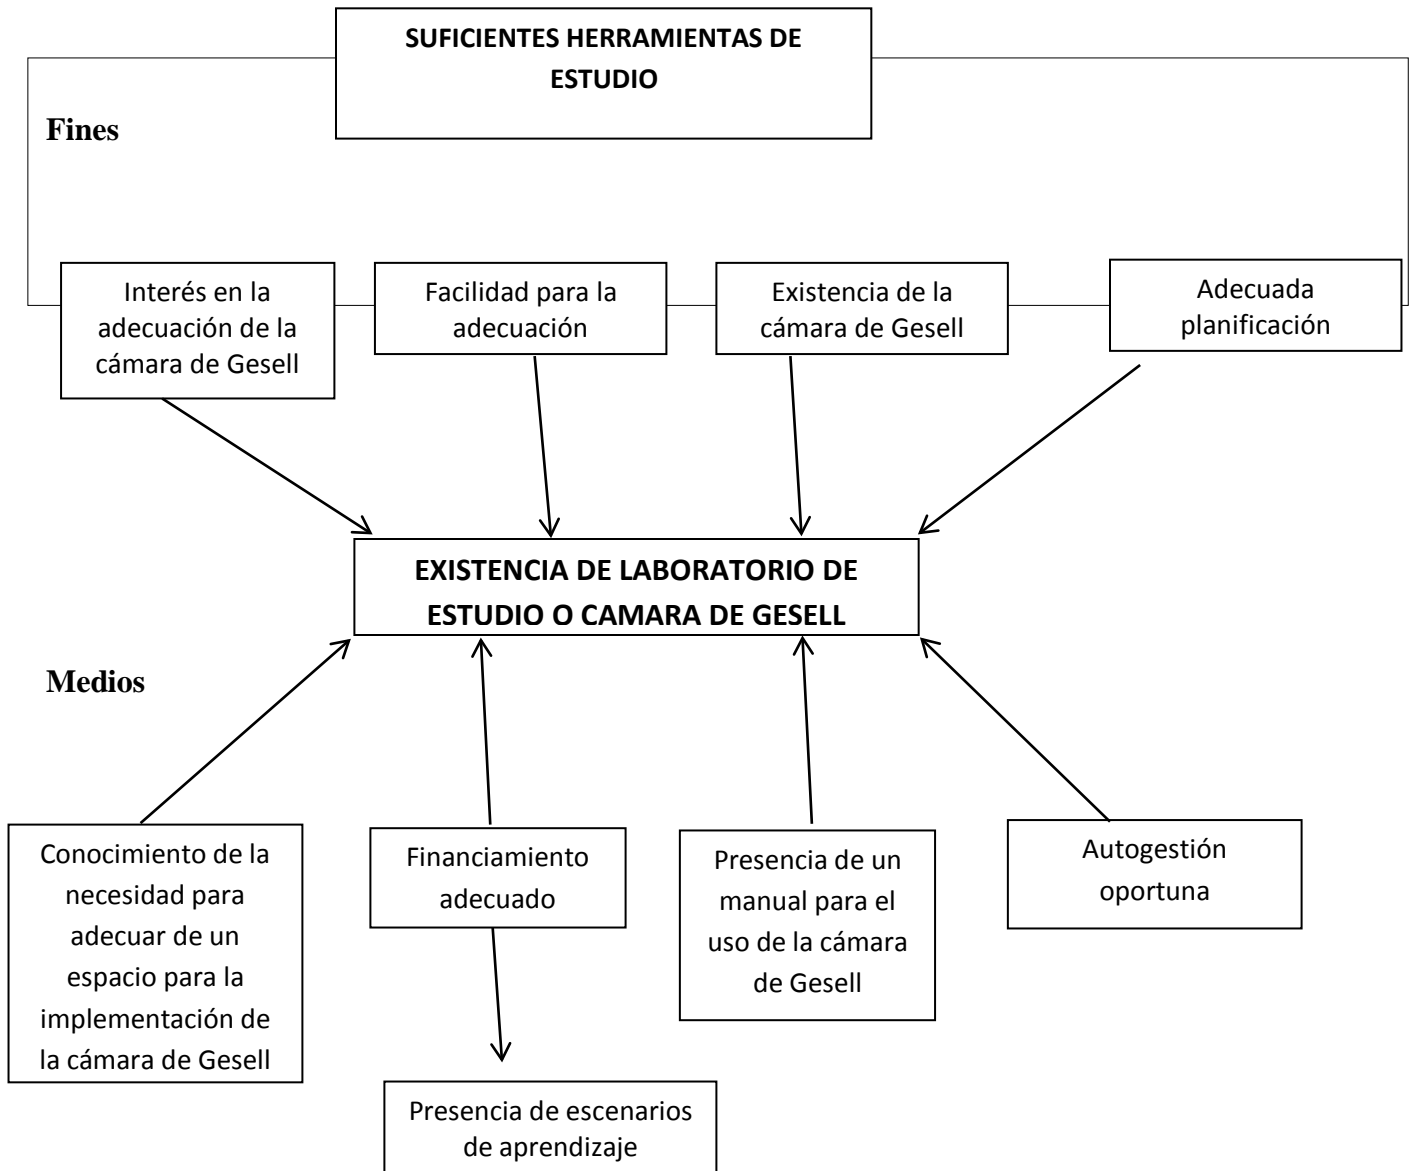 SUFICIENTES HERRAMIENTAS DE
ESTUDIO
Fines
Interés en la
adecuación de la
cámara de Gesell
Facilidad para la
adecuación
Existencia de la
cámara de Gesell
Adecuada
planificación
EXISTENCIA DE LABORATORIO DE
ESTUDIO O CAMARA DE GESELL
Medios
Conocimiento de la
necesidad para
adecuar de un
espacio para la
implementación de
la cámara de Gesell
Financiamiento
adecuado
Presencia de un
manual para el
uso de la cámara
de Gesell
Autogestión
oportuna
Presencia de escenarios
de aprendizaje